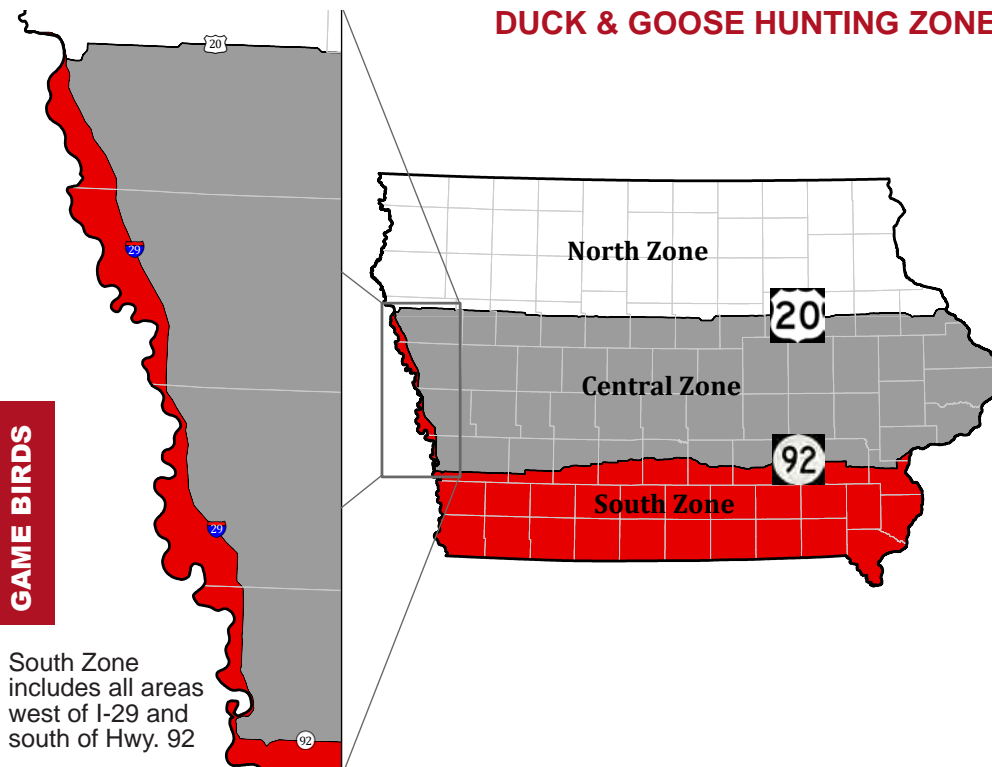 DUCK & GOOSE HUNTING ZONE
20
29
29
92
North Zone
20
Central Zone
92
South Zone
GAME BIRDS
South Zone
includes all areas
west of I-29 and
south of Hwy. 92